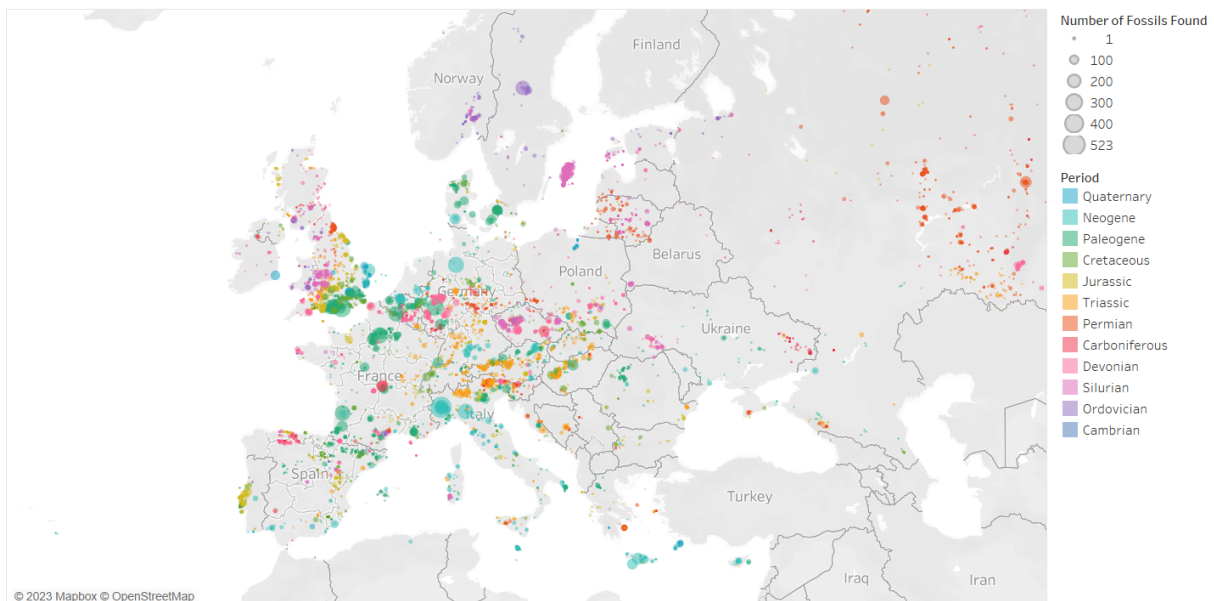 Norway
Finland
Poland
Belarus
Germany
Ukraine
France
Italy
Spain
Turkey
Iraq
Iran
© 2023 Mapbox © OpenStreetMap
Number of Fossils Found
1
100
200
300
400
523
Period
Quaternary
Neogene
Paleogene
Cretaceous
Jurassic
Triassic
Permian
Carboniferous
Devonian
Silurian
Ordovician
Cambrian